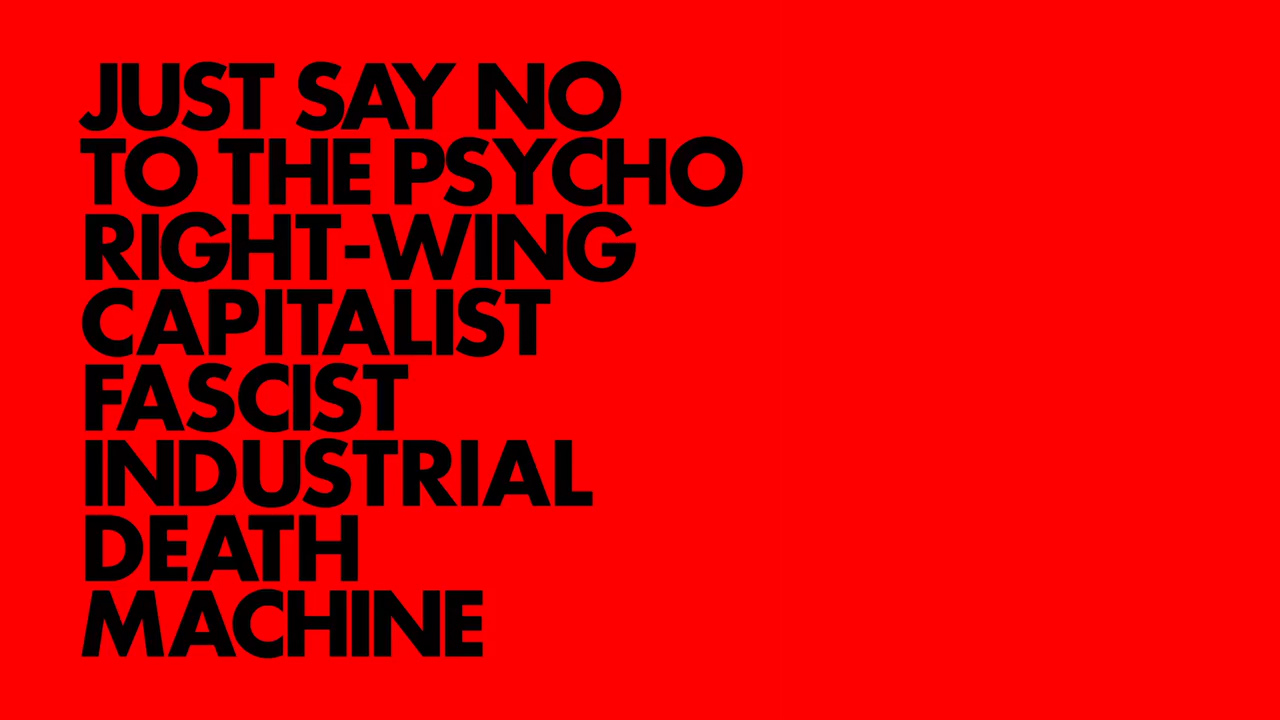 JUST SAY NO
TO THE PSYCHO
RIGHT-WING
CAPITALIST
FASCIST
INDUSTRIAL
DEATH
MACHINE